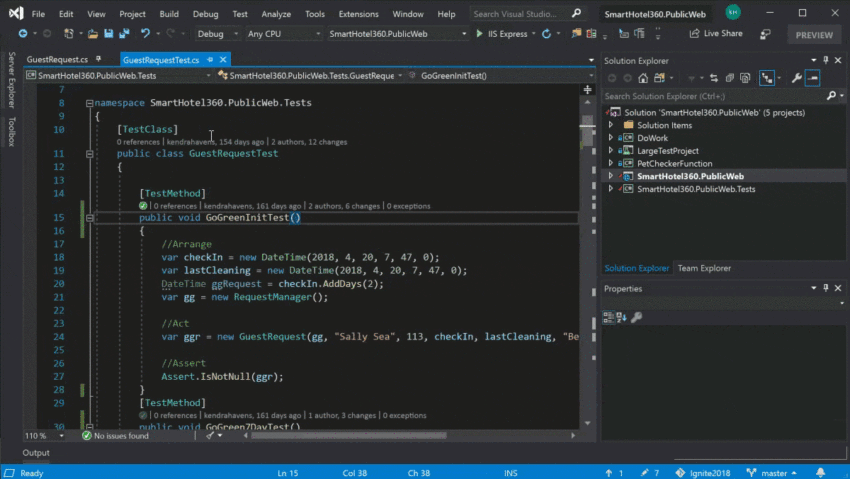 File Edit View Project Build Debug Test Analyze Tools Extensions Window Help Search Visual Studio SmartHotel360.PublicWeb KH
Debug Any CPU SmartHotel360.PublicWeb IIS Express Live Share PREVIEW
Server Explorer
Toolbox
GuestRequest.cs GuestRequestTest.cs
SmartHotel360.PublicWeb.Tests SmartHotel360.PublicWeb.Tests.GuestReque GoGreenInitTest()
7
8 namespace SmartHotel360.PublicWeb.Tests
9 {
10 [TestClass]
0 references | kendrahavens, 154 days ago | 2 authors, 12 changes
11 public class GuestRequestTest
12 {
13
14 [TestMethod]
0 references | kendrahavens, 161 days ago | 2 authors, 6 changes | 0 exceptions
15 public void GoGreenInitTest()
16 {
17 //Arrange
18 var checkIn = new DateTime(2018, 4, 20, 7, 47, 0);
19 var lastCleaning = new DateTime(2018, 4, 20, 7, 47, 0);
20 DateTime ggRequest = checkIn.AddDays(2);
21 var gg = new RequestManager();
22
23 //Act
24 var ggr = new GuestRequest(gg, "Sally Sea", 113, checkIn, lastCleaning, "Be
25
26 //Assert
27 Assert.IsNotNull(ggr);
28 }
29 [TestMethod]
0 references | kendrahavens, 161 days ago | 1 author, 3 changes | 0 exceptions
30 public void GoGreen7DayTest()
110 % No issues found
Output
Solution Explorer
Search Solution Explorer (Ctrl+;)
Solution 'SmartHotel360.PublicWeb' (5 projects)
Solution Items
DoWork
LargeTestProject
PetCheckerFunction
SmartHotel360.PublicWeb
SmartHotel360.PublicWeb.Tests
Solution Explorer Team Explorer
Properties
Ready Ln 15 Col 38 Ch 38 INS 1 7 Ignite2018 master